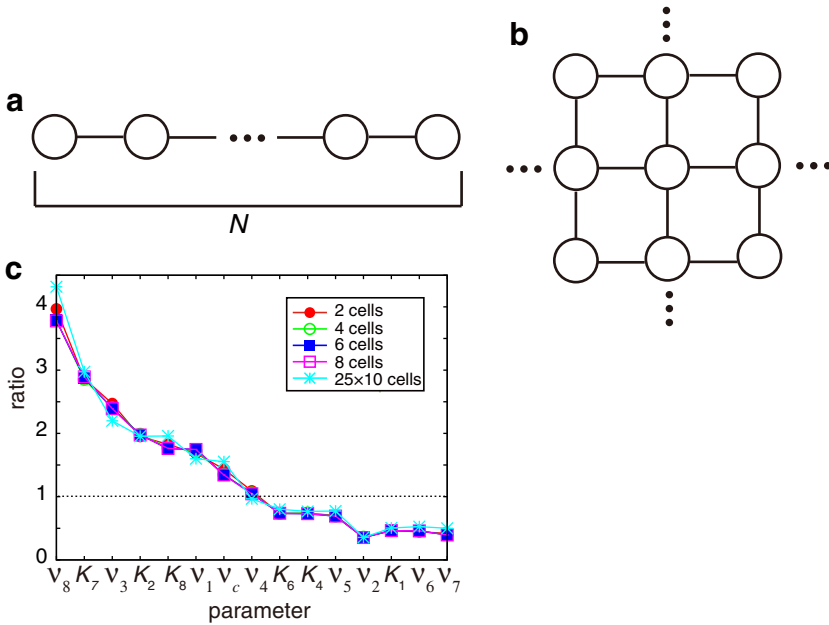 a
N
b
c
ratio
4
3
2
1
0
2 cells
4 cells
6 cells
8 cells
25×10 cells
ν8 K7 ν3 K2 K8 ν1 νc ν4 K6 K4 ν5 ν2 K1 ν6 ν7
parameter